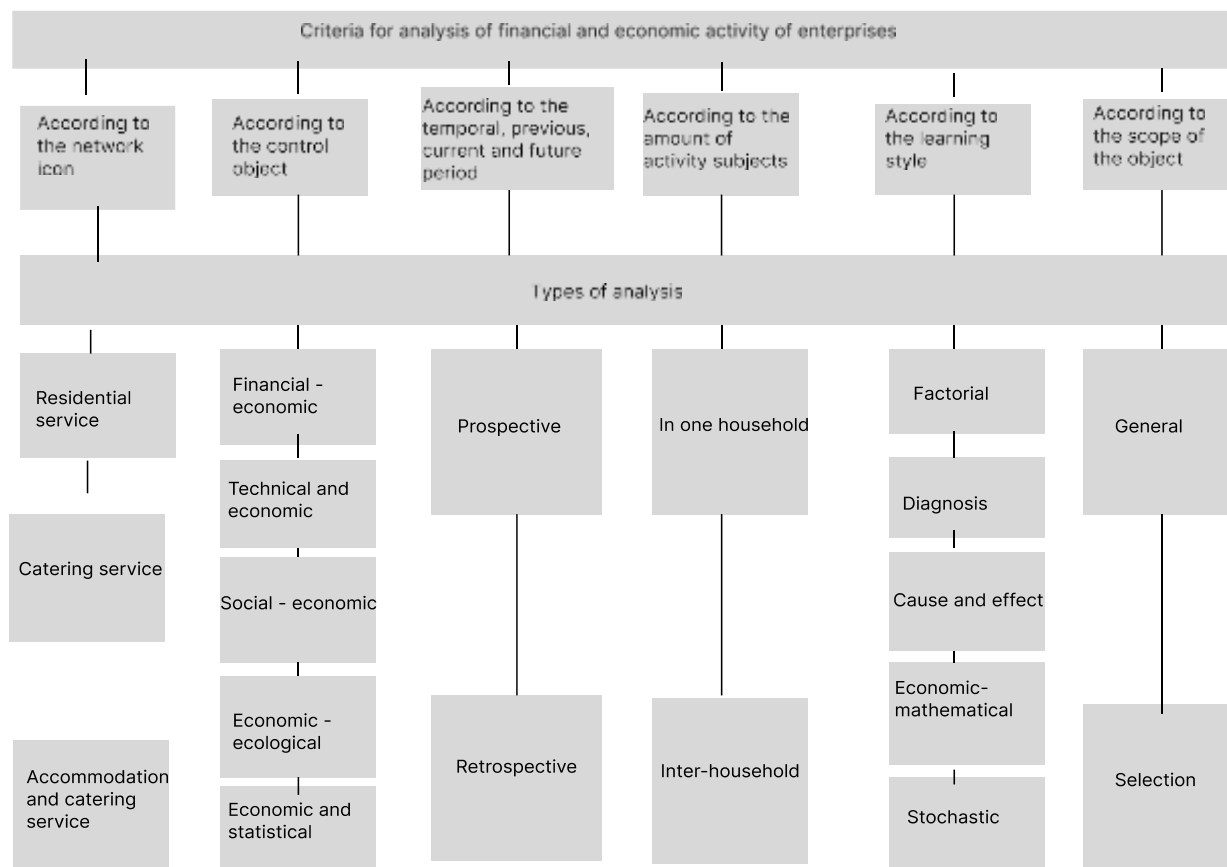 Criteria for analysis of financial and economic activity of enterprises
According to
the network
icon
According to
the control
object
According to the
temporal, previous,
current and future
period
According to the
amount of
activity subjects
According to
the learning
style
According to
the scope of
the object
Types of analysis
Residential
service
Catering service
Accommodation
and catering
service
Financial -
economic
Technical and
economic
Social - economic
Economic -
ecological
Economic and
statistical
Prospective
Retrospective
In one household
Inter-household
Factorial
Diagnosis
Cause and effect
Economic-
mathematical
Stochastic
General
Selection